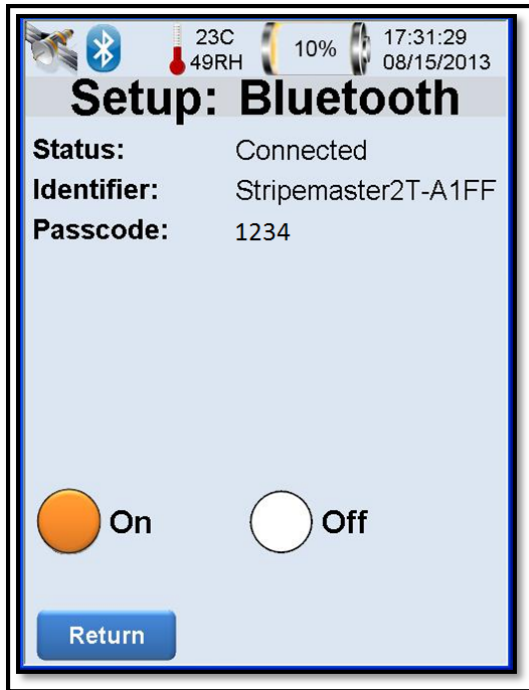 23C
49RH
10%
17:31:29
08/15/2013
Setup: Bluetooth
Status: Connected
Identifier: Stripemaster2T-A1FF
Passcode: 1234
On Off
Return